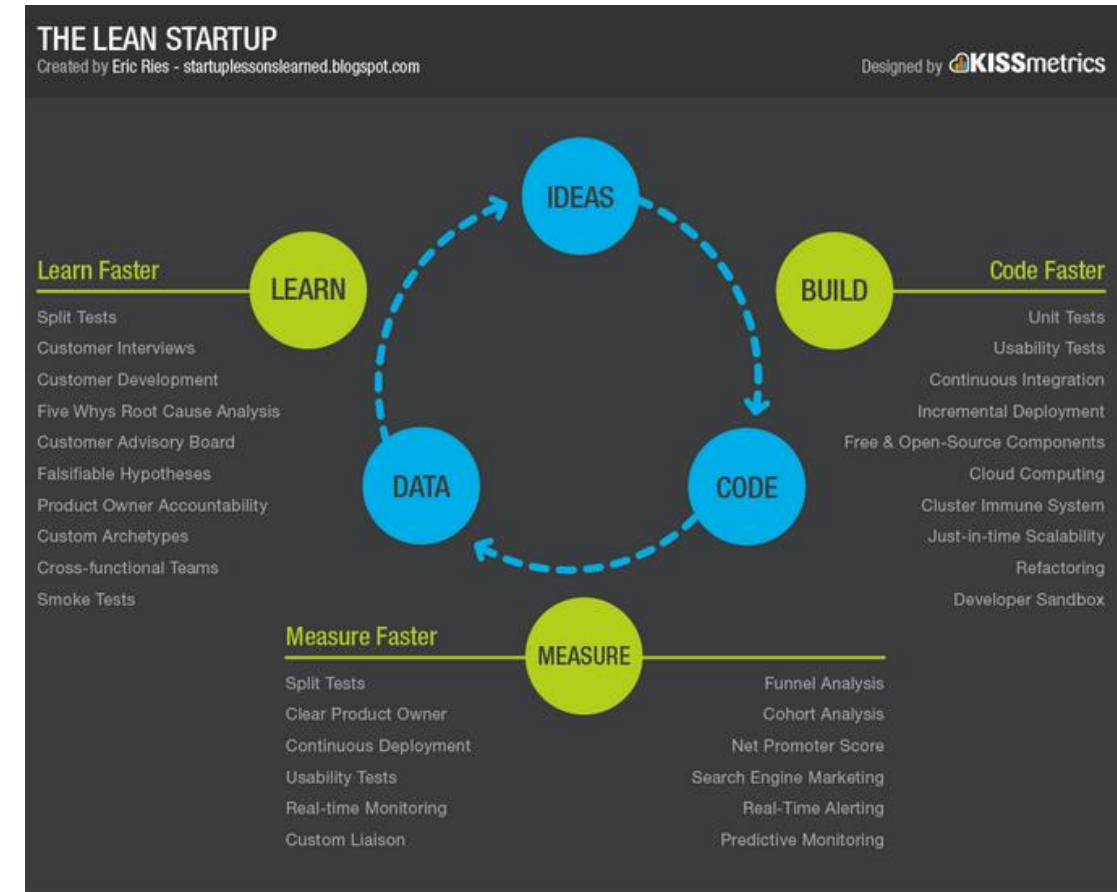 THE LEAN STARTUP
Created by Eric Ries - startuplessonslearned.blogspot.com
Designed by KISSmetrics
IDEAS
LEARN
BUILD
DATA
CODE
MEASURE
Learn Faster
Split Tests
Customer Interviews
Customer Development
Five Whys Root Cause Analysis
Customer Advisory Board
Falsifiable Hypotheses
Product Owner Accountability
Custom Archetypes
Cross-functional Teams
Smoke Tests
Code Faster
Unit Tests
Usability Tests
Continuous Integration
Incremental Deployment
Free & Open-Source Components
Cloud Computing
Cluster Immune System
Just-in-time Scalability
Refactoring
Developer Sandbox
Measure Faster
Split Tests
Clear Product Owner
Continuous Deployment
Usability Tests
Real-time Monitoring
Custom Liaison
Funnel Analysis
Cohort Analysis
Net Promoter Score
Search Engine Marketing
Real-Time Alerting
Predictive Monitoring